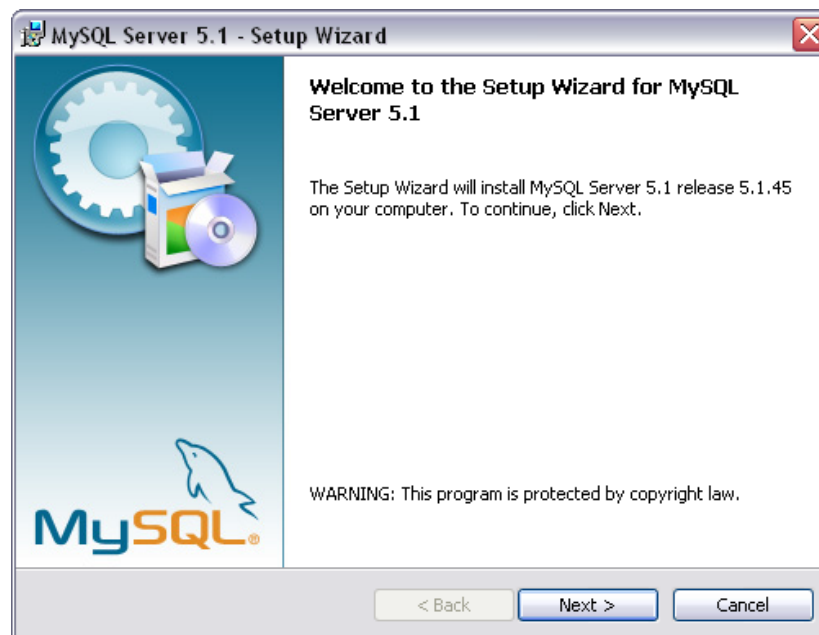 MySQL Server 5.1 - Setup Wizard
Welcome to the Setup Wizard for MySQL
Server 5.1
The Setup Wizard will install MySQL Server 5.1 release 5.1.45
on your computer. To continue, click Next.
WARNING: This program is protected by copyright law.
MySQL®
< Back
Next >
Cancel